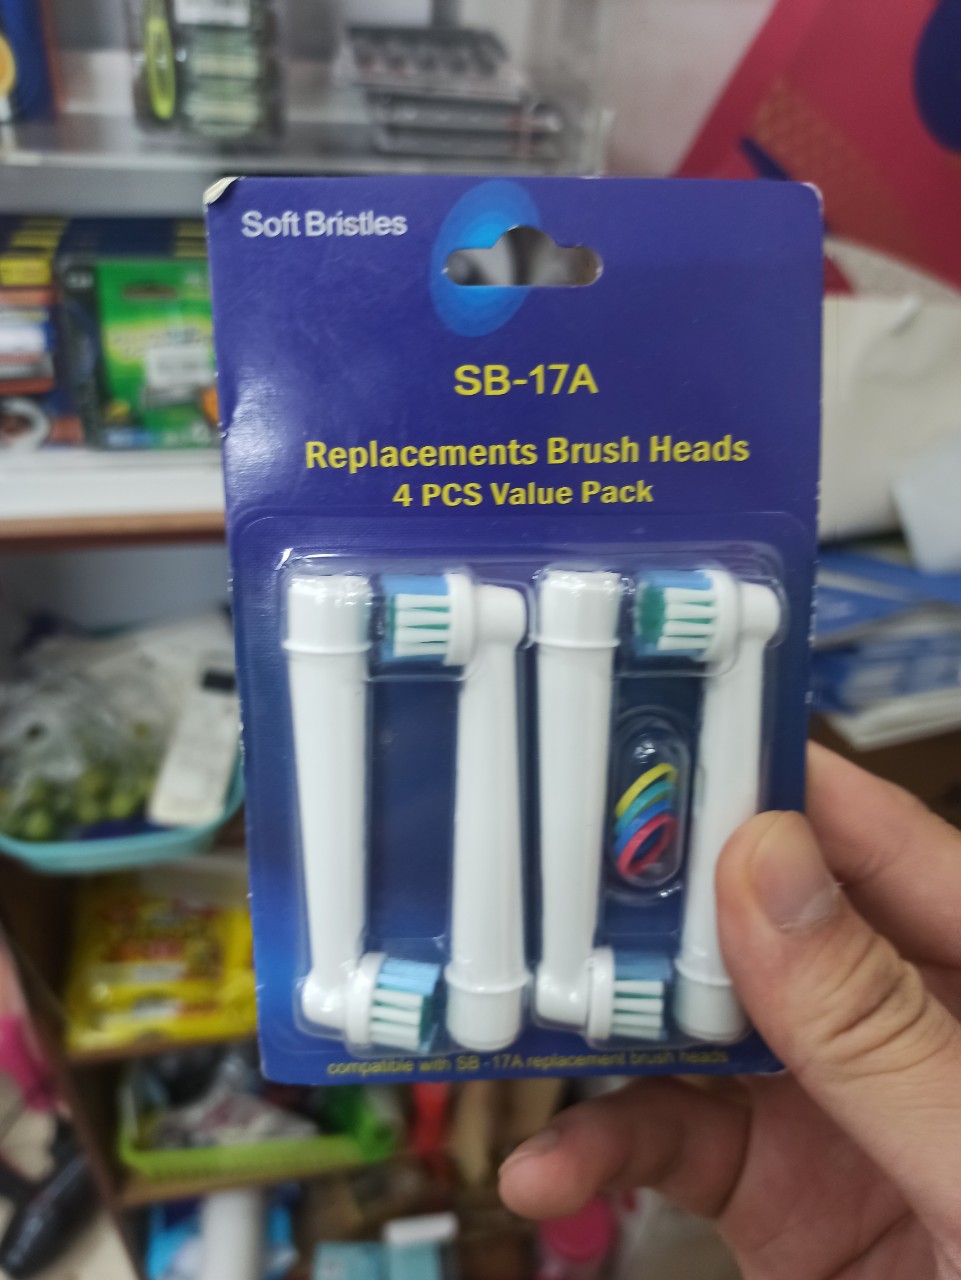 Soft Bristles
SB-17A
Replacements Brush Heads
4 PCS Value Pack
compatible with SB -17A replacement brush heads